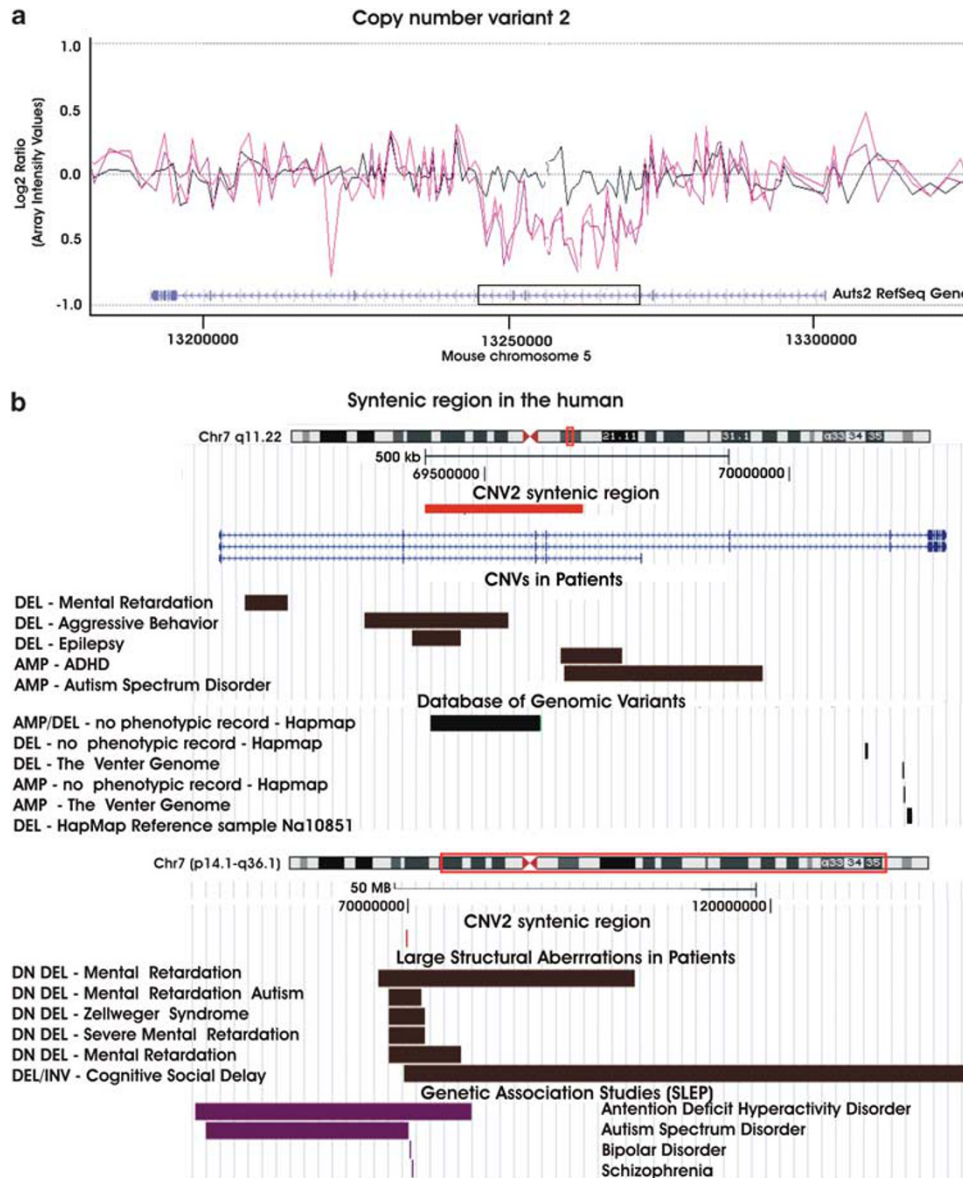 a
Copy number variant 2
1.0
0.5
0.0
0.5
-1.0
Log2 Ratio
(Array Intensity Values)
Auts2 RefSeq Gene
13200000
13250000
13300000
Mouse chromosome 5
b
Syntenic region in the human
Chr7 q11.22
21.11
31.1
q33 34 35
500 kb
69500000
70000000
CNV2 syntenic region
CNVs in Patients
DEL - Mental Retardation
DEL - Aggressive Behavior
DEL - Epilepsy
AMP - ADHD
AMP - Autism Spectrum Disorder
Database of Genomic Variants
AMP/DEL - no phenotypic record - Hapmap
DEL - no phenotypic record - Hapmap
DEL - The Venter Genome
AMP - no phenotypic record - Hapmap
AMP - The Venter Genome
DEL - HapMap Reference sample Na10851
Chr7 (p14.1-q36.1)
q33 34 35
50 MB
70000000
120000000
CNV2 syntenic region
Large Structural Aberrrations in Patients
DN DEL - Mental Retardation
DN DEL - Mental Retardation Autism
DN DEL - Zellweger Syndrome
DN DEL - Severe Mental Retardation
DN DEL - Mental Retardation
DEL/INV - Cognitive Social Delay
Genetic Association Studies (SLEP)
Antention Deficit Hyperactivity Disorder
Autism Spectrum Disorder
Bipolar Disorder
Schizophrenia